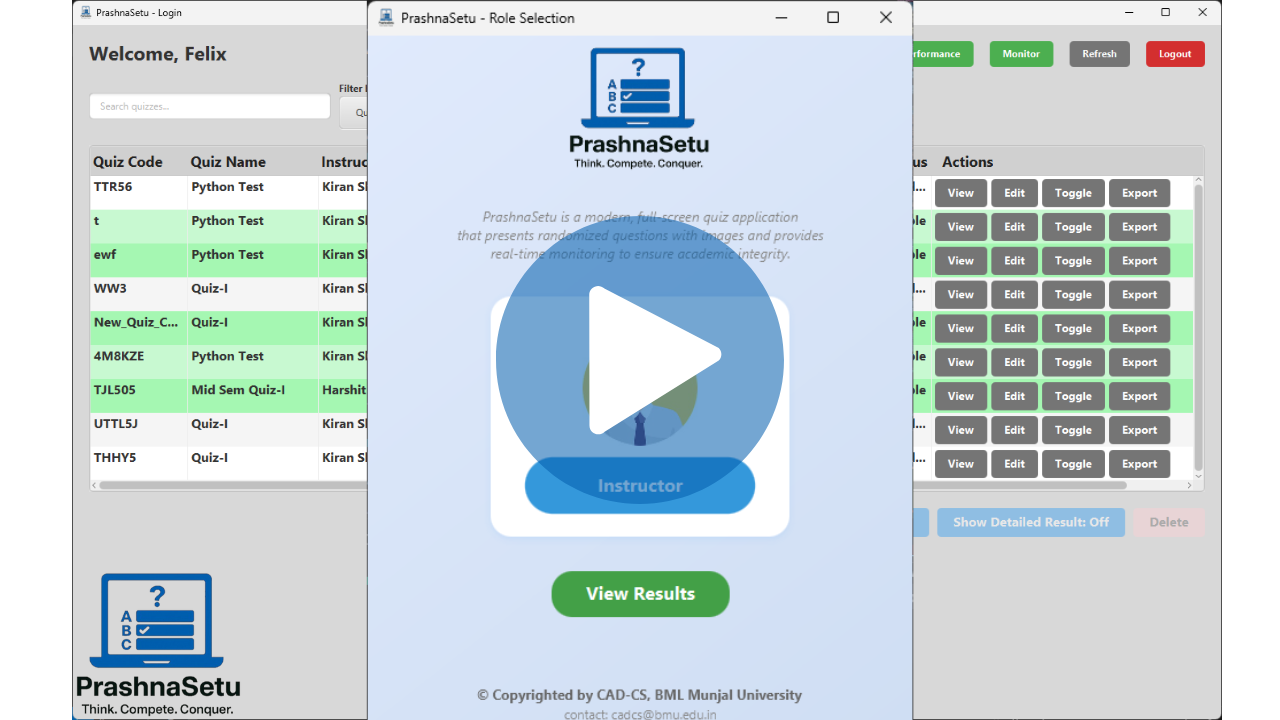 PrashnaSetu - Login
Welcome, Felix
Search quizzes...
Filter
Qu
Quiz Code Quiz Name Instruc
TTR56 Python Test Kiran S
t Python Test Kiran S
ewf Python Test Kiran S
WW3 Quiz-I Kiran S
New_Quiz_C... Quiz-I Kiran S
4M8KZE Python Test Kiran S
TJL505 Mid Sem Quiz-I Harshit
UTTL5J Quiz-I Kiran S
THHY5 Quiz-I Kiran S
?
A
B
C
PrashnaSetu
Think. Compete. Conquer.
PrashnaSetu - Role Selection
?
A
B
C
PrashnaSetu
Think. Compete. Conquer.
PrashnaSetu is a modern, full-screen quiz application
that presents randomized questions with images and provides
real-time monitoring to ensure academic integrity.
Instructor
View Results
© Copyrighted by CAD-CS, BML Munjal University
contact: cadcs@bmu.edu.in
formance Monitor Refresh Logout
us Actions
... View Edit Toggle Export
ble View Edit Toggle Export
ble View Edit Toggle Export
... View Edit Toggle Export
ble View Edit Toggle Export
ble View Edit Toggle Export
ble View Edit Toggle Export
... View Edit Toggle Export
... View Edit Toggle Export
Show Detailed Result: Off Delete